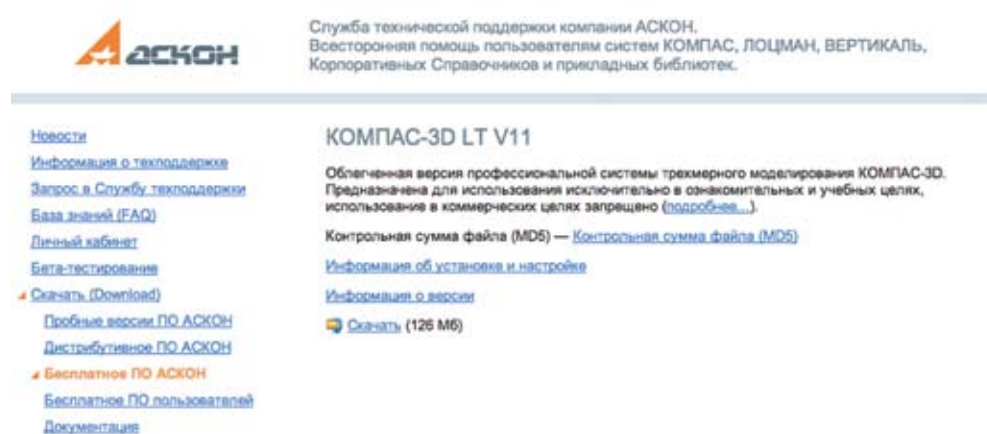 АСКОН
Служба технической поддержки компании АСКОН.
Всесторонняя помощь пользователям систем КОМПАС, ЛОЦМАН, ВЕРТИКАЛЬ,
Корпоративных Справочников и прикладных библиотек.
Новости
Информация о техподдержке
Запрос в Службу техподдержки
База знаний (FAQ)
Личный кабинет
Бета-тестирование
Скачать (Download)
Пробные версии ПО АСКОН
Дистрибутивное ПО АСКОН
Бесплатное ПО АСКОН
Бесплатное ПО пользователей
Документация
КОМПАС-3D LT V11
Облегченная версия профессиональной системы трехмерного моделирования КОМПАС-3D.
Предназначена для использования исключительно в ознакомительных и учебных целях,
использование в коммерческих целях запрещено (подробнее...).
Контрольная сумма файла (MD5) — Контрольная сумма файла (MD5)
Информация об установке и настройке
Информация о версии
Скачать (126 Мб)